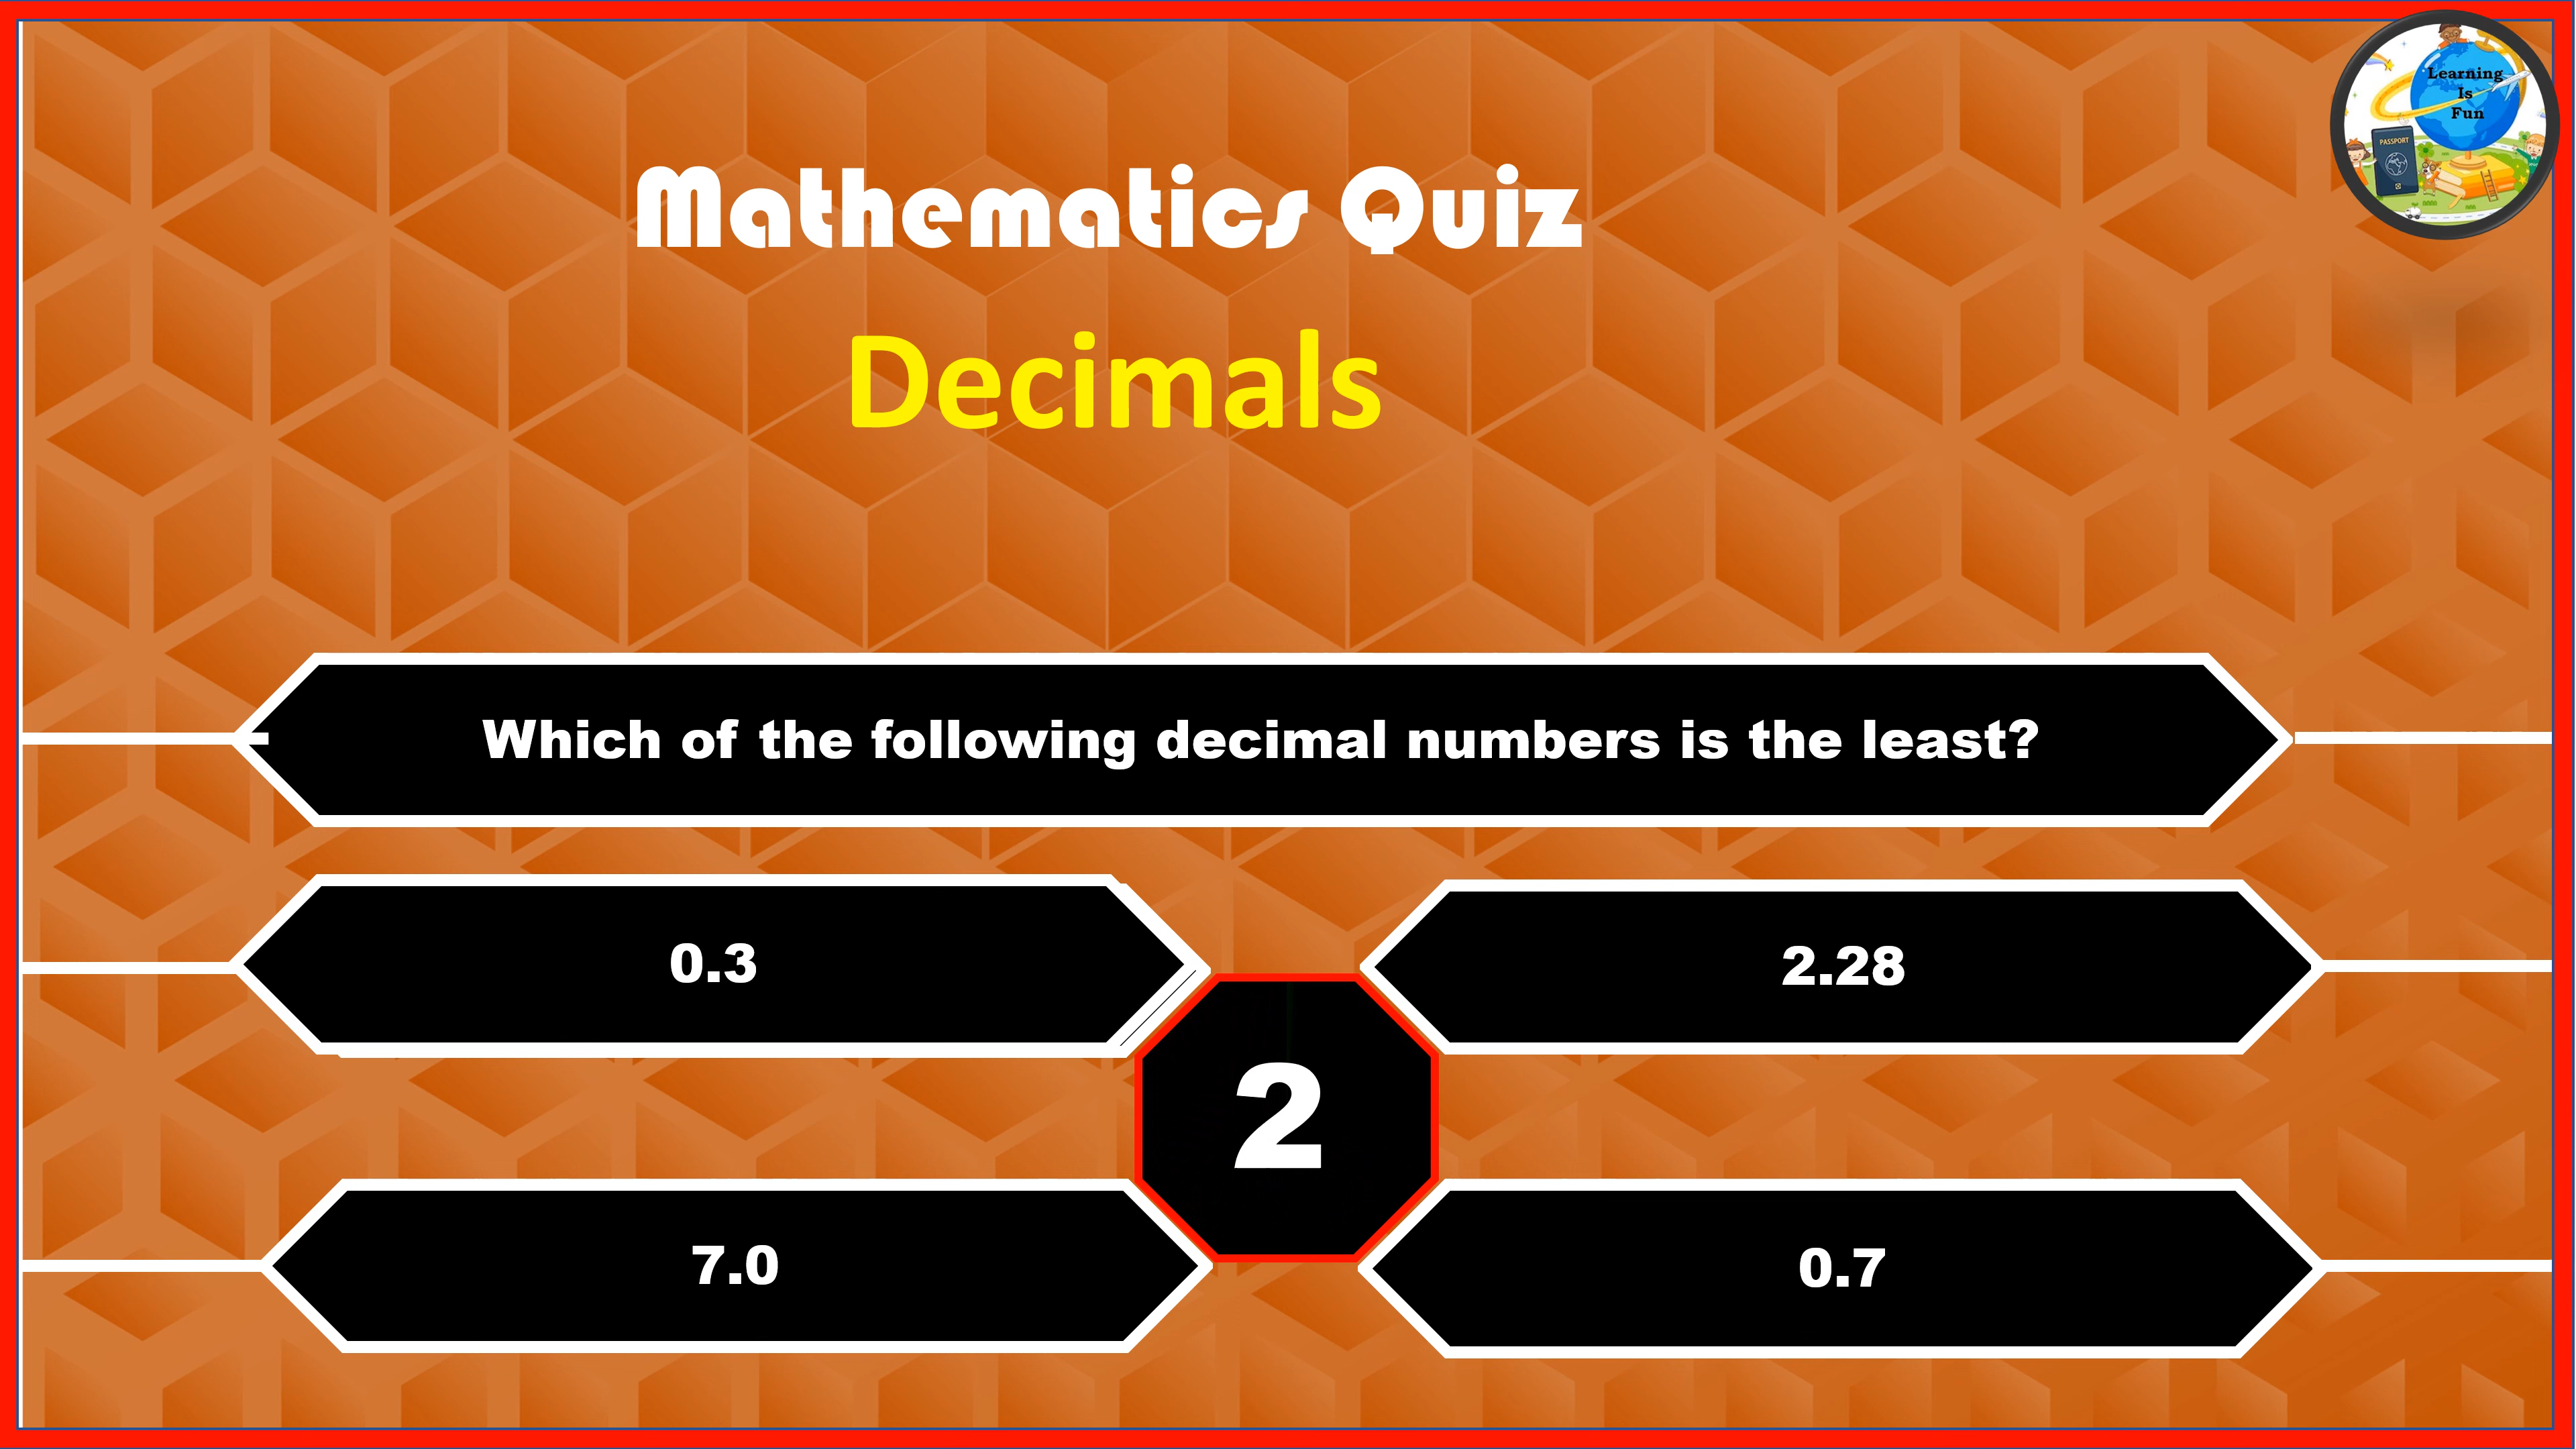 Learning
Is
Fun
PASSPORT
Mathematics Quiz
Decimals
Which of the following decimal numbers is the least?
0.3
2.28
2
7.0
0.7